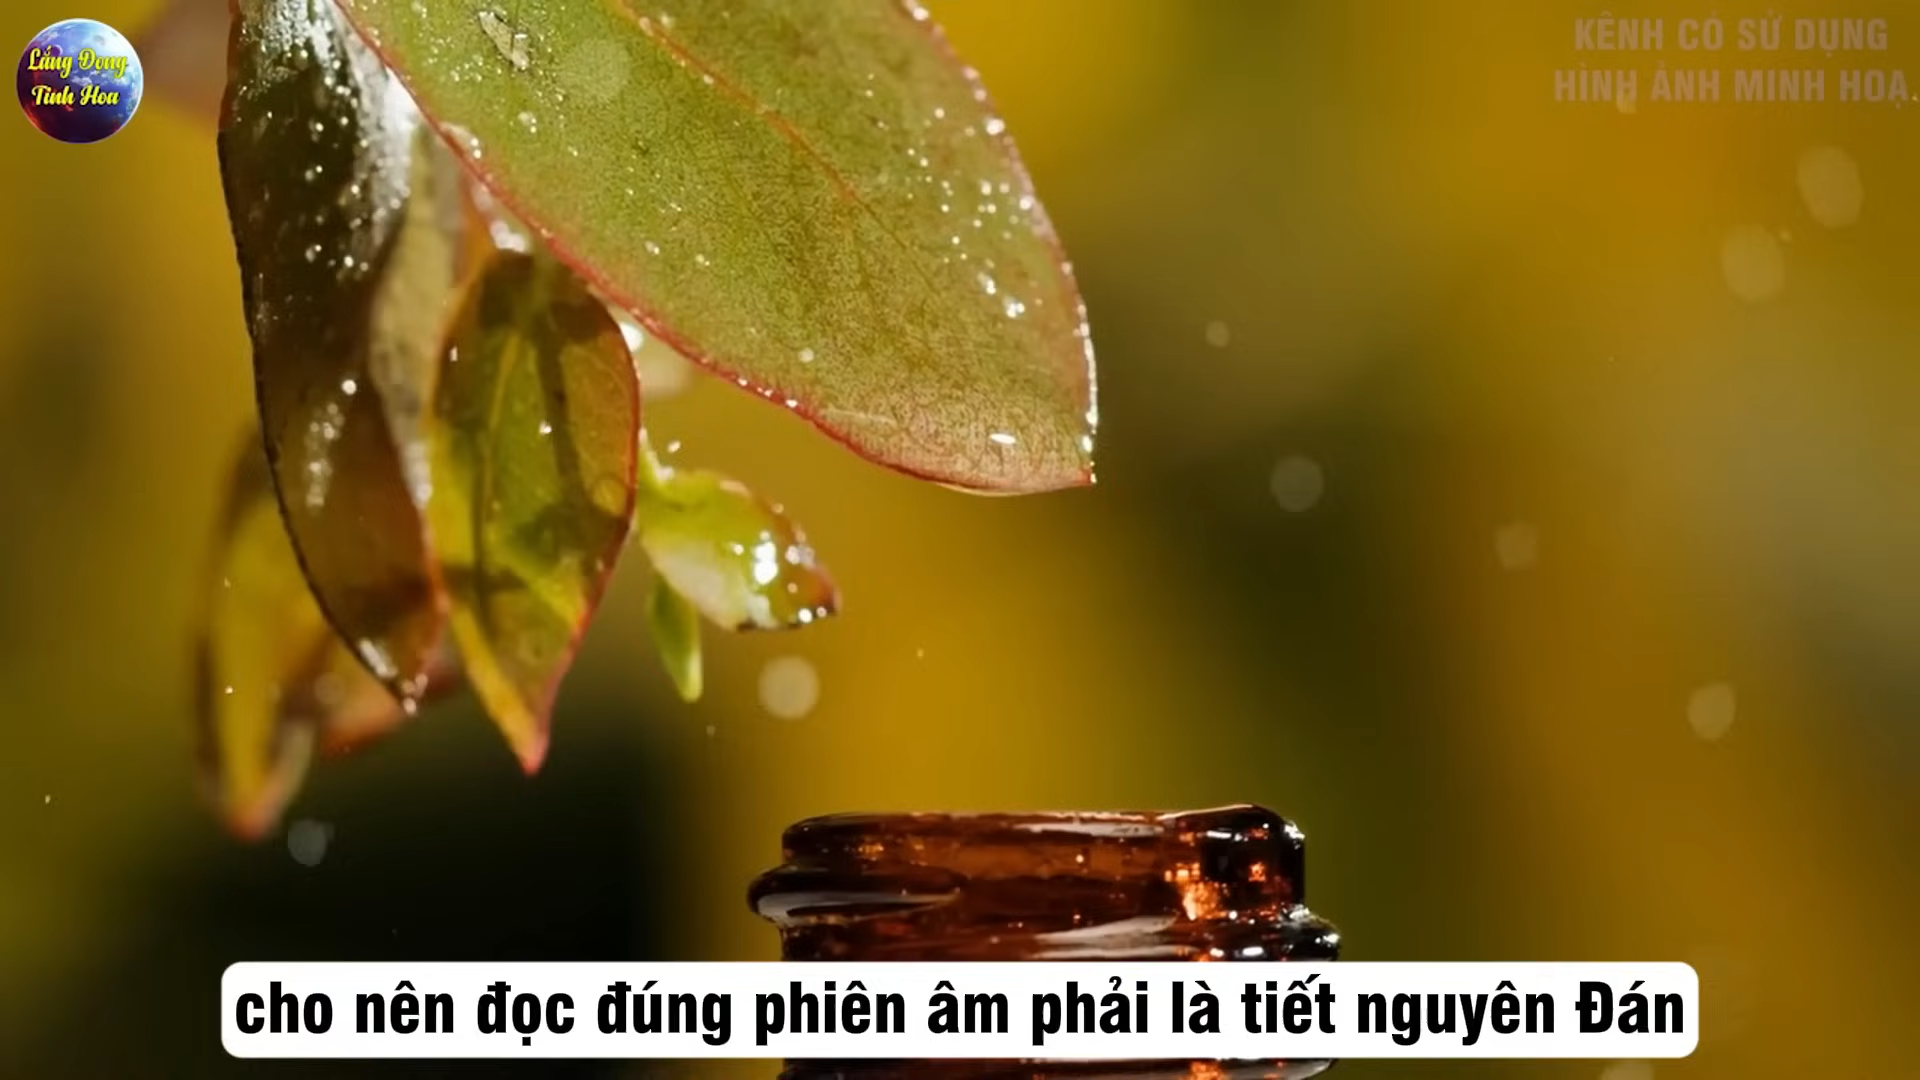 Lắng Đọng
Tinh Hoa
KÊNH CÓ SỬ DỤNG
HÌNH ẢNH MINH HOẠ.
cho nên đọc đúng phiên âm phải là tiết nguyên Đán